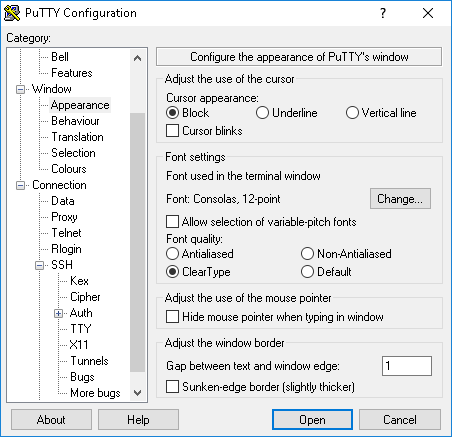 PuTTY Configuration
?
Category:
Bell
Features
Window
Appearance
Behaviour
Translation
Selection
Colours
Connection
Data
Proxy
Telnet
Rlogin
SSH
Kex
Cipher
Auth
TTY
X11
Tunnels
Bugs
More bugs
Configure the appearance of PuTTY's window
Adjust the use of the cursor
Cursor appearance:
Block Underline Vertical line
Cursor blinks
Font settings
Font used in the terminal window
Font: Consolas, 12-point Change...
Allow selection of variable-pitch fonts
Font quality:
Antialiased Non-Antialiased
ClearType Default
Adjust the use of the mouse pointer
Hide mouse pointer when typing in window
Adjust the window border
Gap between text and window edge: 1
Sunken-edge border (slightly thicker)
About Help Open Cancel